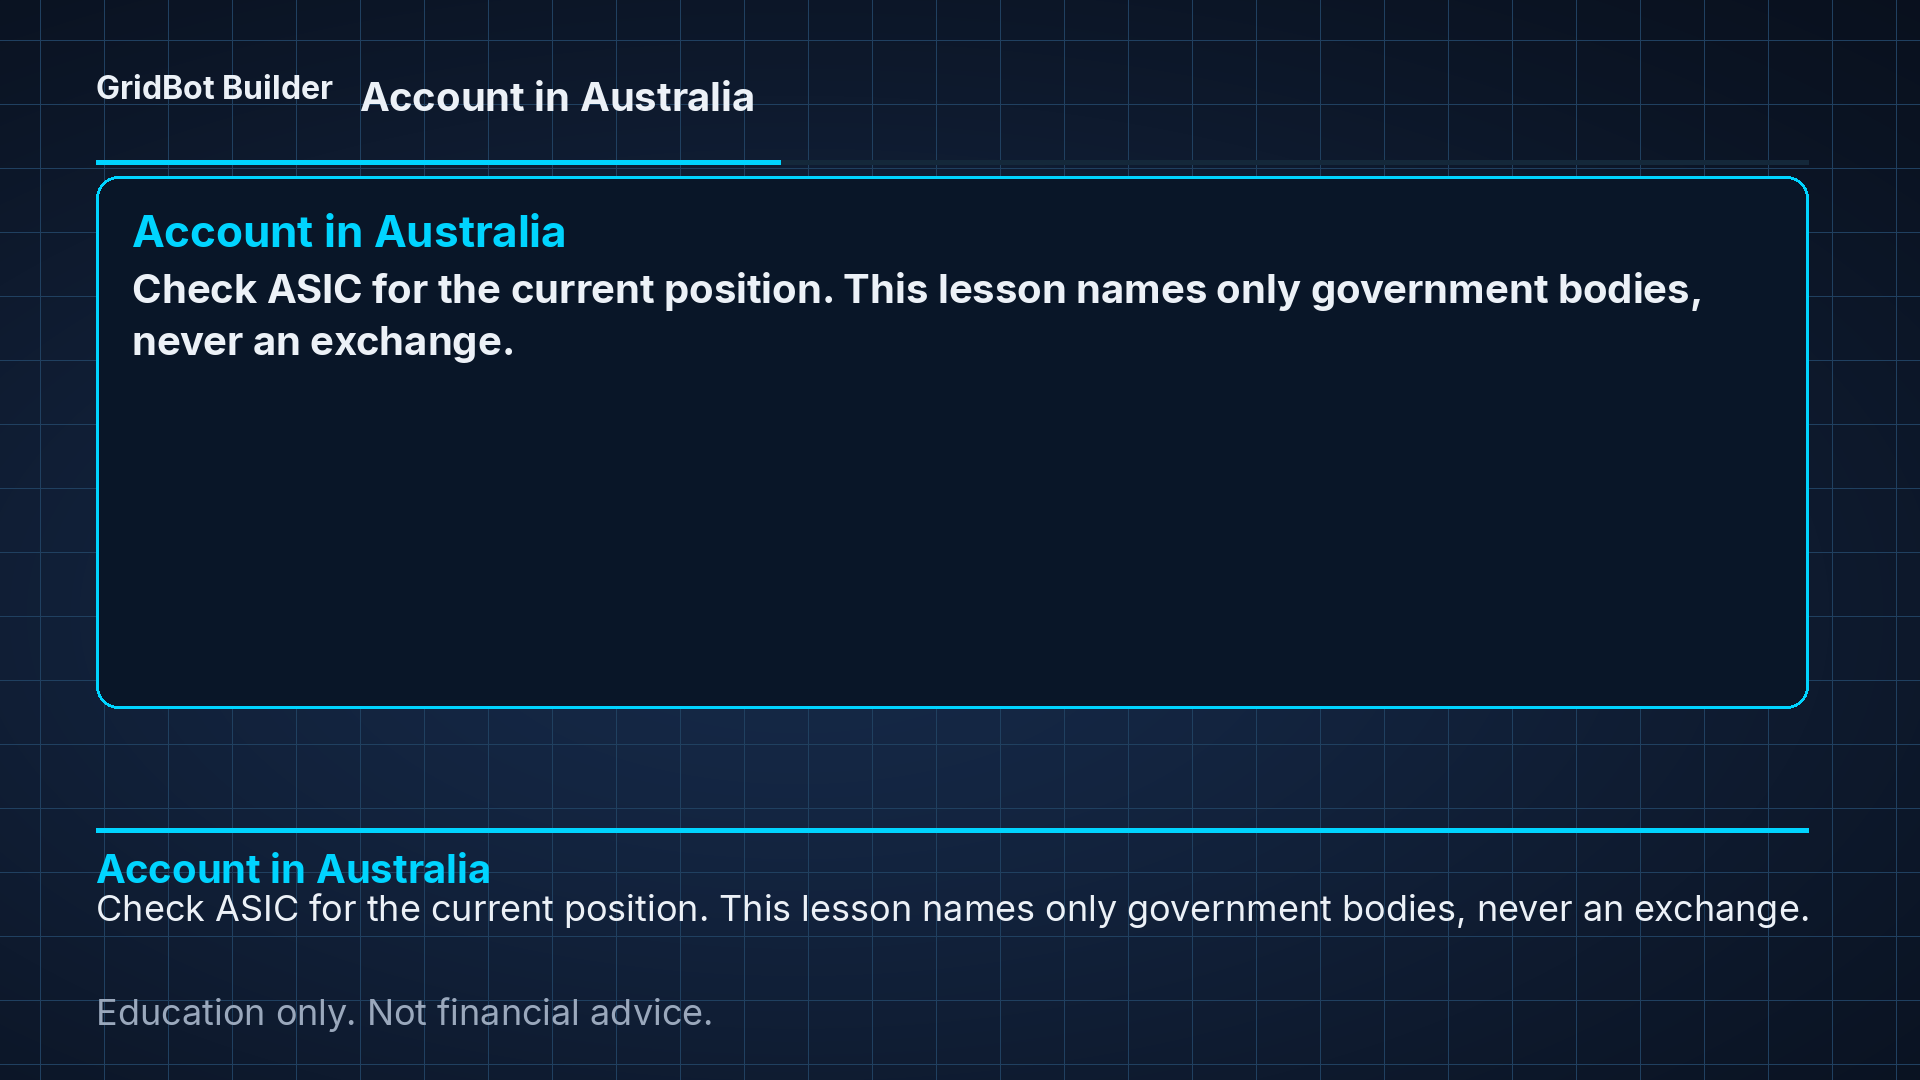 GridBot Builder
Account in Australia
Account in Australia
Check ASIC for the current position. This lesson names only government bodies,
never an exchange.
Account in Australia
Check ASIC for the current position. This lesson names only government bodies, never an exchange.
Education only. Not financial advice.